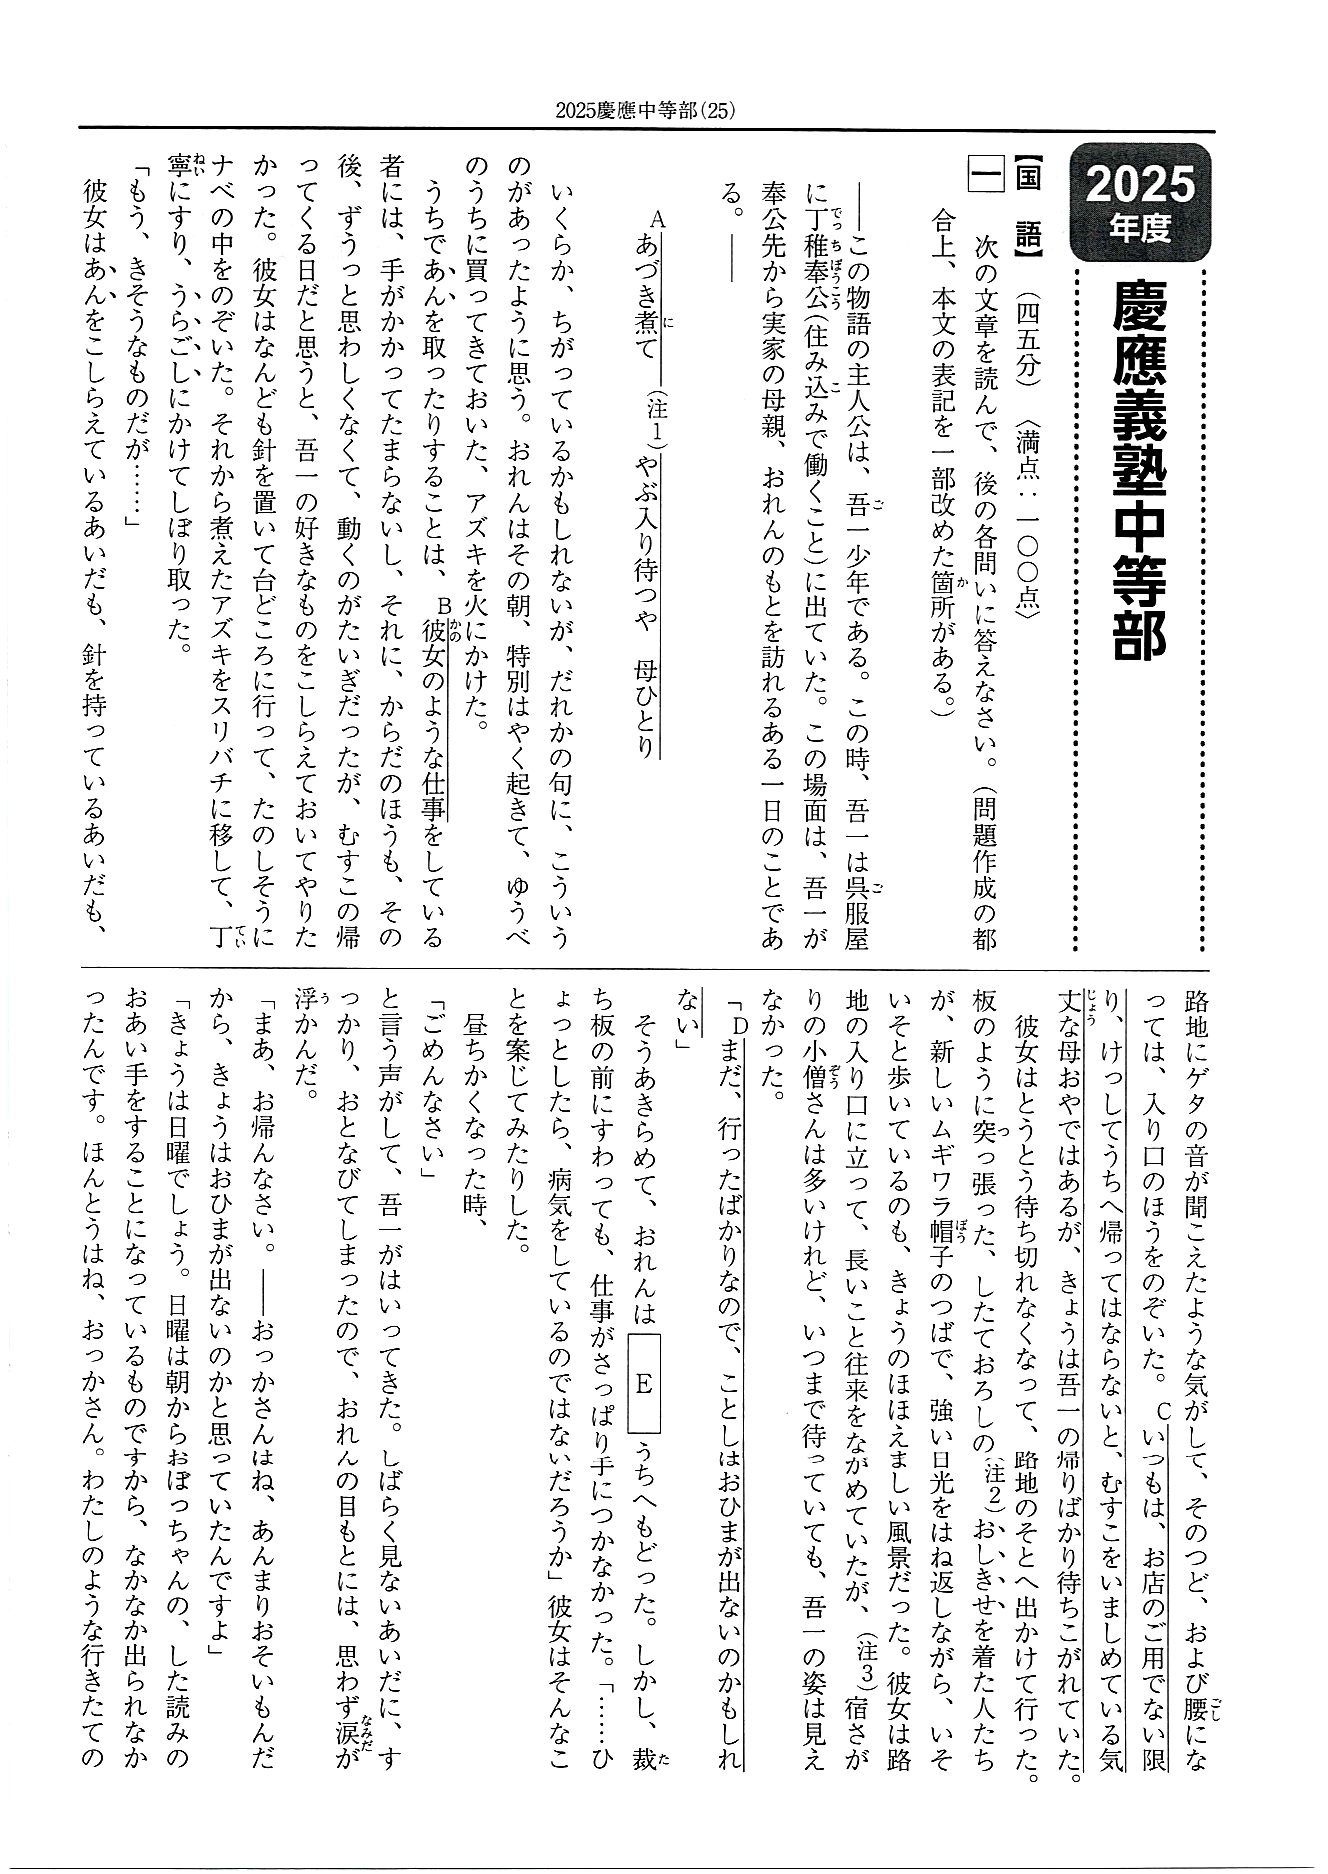 2025慶應中等部(25)
2025
年度
慶應義塾中等部
【国　語】（四五分）〈満点：一〇〇点〉
一　次の文章を読んで、後の各問いに答えなさい。（問題作成の都
合上、本文の表記を一部改めた箇所がある。）
――この物語の主人公は、吾一少年である。この時、吾一は呉服屋
に丁稚奉公（住み込みで働くこと）に出ていた。この場面は、吾一が
奉公先から実家の母親、おれんのもとを訪れるある一日のことであ
る。――
Aあづき煮て　（注1）やぶ入り待つや　母ひとり
いくらか、ちがっているかもしれないが、だれかの句に、こういう
のがあったように思う。おれんはその朝、特別はやく起きて、ゆうべ
のうちに買ってきておいた、アズキを火にかけた。
うちであんを取ったりすることは、B彼女のような仕事をしている
者には、手がかかってたまらないし、それに、からだのほうも、その
後、ずうっと思わしくなくて、動くのがたいぎだったが、むすこの帰
ってくる日だと思うと、吾一の好きなものをこしらえておいてやりた
かった。彼女はなんども針を置いて台どころに行って、たのしそうに
ナベの中をのぞいた。それから煮えたアズキをスリバチに移して、丁
寧にすり、うらごしにかけてしぼり取った。
「もう、きそうなものだが……」
彼女はあんをこしらえているあいだも、針を持っているあいだも、
路地にゲタの音が聞こえたような気がして、そのつど、および腰にな
っては、入り口のほうをのぞいた。Cいつもは、お店のご用でない限
り、けっしてうちへ帰ってはならないと、むすこをいましめている気
丈な母おやではあるが、きょうは吾一の帰りばかり待ちこがれていた。
彼女はとうとう待ち切れなくなって、路地のそとへ出かけて行った。
板のように突っ張った、したておろしの（注2）おしきせを着た人たち
が、新しいムギワラ帽子のつばで、強い日光をはね返しながら、いそ
いそと歩いているのも、きょうのほほえましい風景だった。彼女は路
地の入り口に立って、長いこと往来をながめていたが、（注3）宿さが
りの小僧さんは多いけれど、いつまで待っていても、吾一の姿は見え
なかった。
「Dまだ、行ったばかりなので、ことしはおひまが出ないのかもしれ
ない」
そうあきらめて、おれんは　E　うちへもどった。しかし、裁
ち板の前にすわっても、仕事がさっぱり手につかなかった。「……ひ
ょっとしたら、病気をしているのではないだろうか」彼女はそんなこ
とを案じてみたりした。
昼ちかくなった時、
「ごめんなさい」
と言う声がして、吾一がはいってきた。しばらく見ないあいだに、す
っかり、おとなびてしまったので、おれんの目もとには、思わず涙が
浮かんだ。
「まあ、お帰んなさい。――おっかさんはね、あんまりおそいもんだ
から、きょうはおひまが出ないのかと思っていたんですよ」
「きょうは日曜でしょう。日曜は朝からおぼっちゃんの、した読みの
おあい手をすることになっているものですから、なかなか出られなか
ったんです。ほんとうはね、おっかさん。わたしのような行きたての